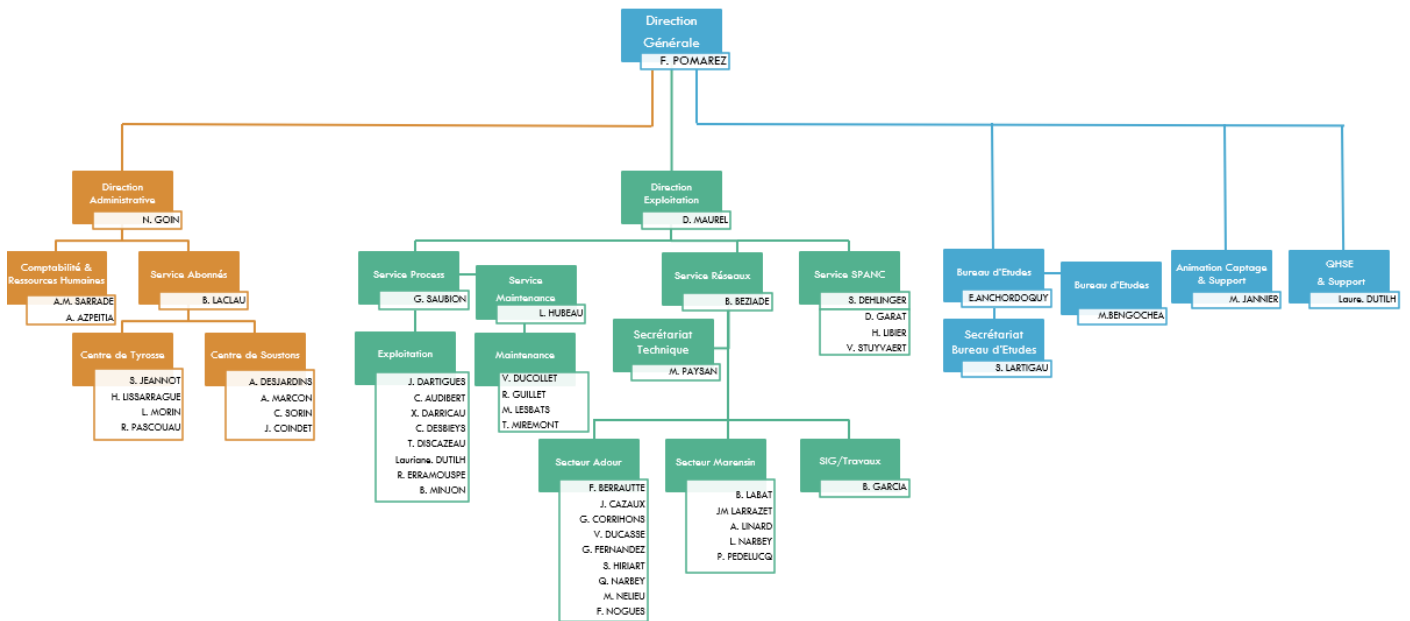 Direction
Générale
F. POMAREZ
Direction
Administrative
N. GOIN
Direction
Exploitation
D. MAUREL
Comptabilité &
Ressources Humaines
A.M. SARRADE
A. AZPEITIA
Service Abonnés
B. LACLAU
Centre de Tyrosse
S. JEANNOT
H. LISSARRAGUE
L. MORIN
R. PASCOUAU
Centre de Soustons
A. DESJARDINS
A. MARCON
C. SORIN
J. COINDET
Service Process
G. SAUBION
Service
Maintenance
L. HUBEAU
Exploitation
J. DARTIGUES
C. AUDIBERT
X. DARRICAU
C. DESBIEYS
T. DISCAZEAU
Lauriane. DUTILH
R. ERRAMOUSPE
B. MINJON
Maintenance
V. DUCOLLET
R. GUILLET
M. LESBATS
T. MIREMONT
Service Réseaux
B. BEZIADE
Secrétariat
Technique
M. PAYSAN
Secteur Adour
F. BERRAUTTE
J. CAZAUX
G. CORRIHONS
V. DUCASSE
G. FERNANDEZ
S. HIRIART
Q. NARBEY
M. NELIEU
F. NOGUES
Secteur Marensin
B. LABAT
JM LARRAZET
A. LINARD
L. NARBEY
P. PEDELUCQ
SIG/Travaux
B. GARCIA
Service SPANC
S. DEHLINGER
D. GARAT
H. LIBIER
V. STUYVAERT
Bureau d'Etudes
E.ANCHORDOQUY
Bureau d'Etudes
M.BENGOCHEA
Secrétariat
Bureau d'Etudes
S. LARTIGAU
Animation Captage
& Support
M. JANNIER
QHSE
& Support
Laure. DUTILH